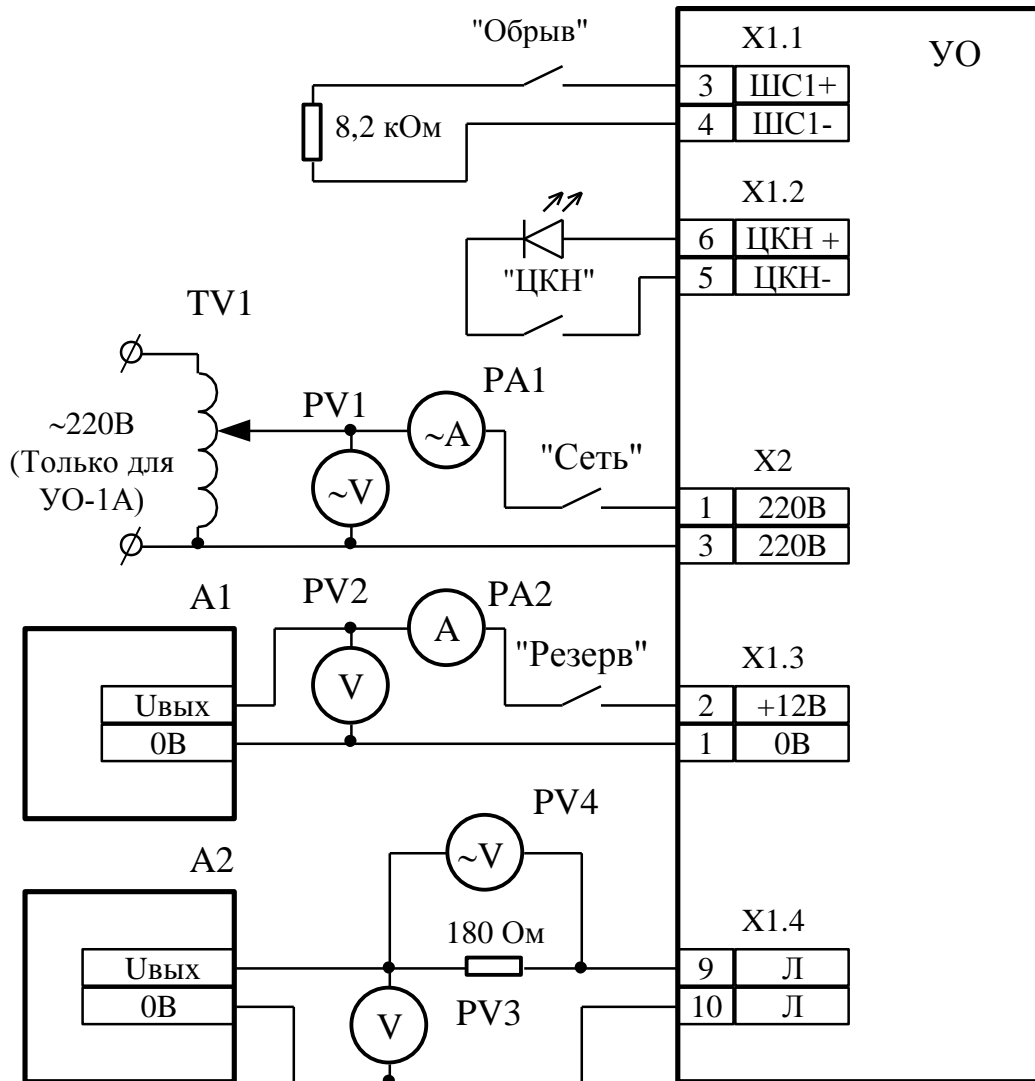 "Обрыв"
X1.1
УО
3 ШС1+
8,2 кОм
4 ШС1-
X1.2
6 ЦКН +
"ЦКН"
5 ЦКН-
TV1
PA1
PV1
~A
~220В
(Только для
УО-1А)
"Сеть"
X2
~V
1 220В
3 220В
A1
PV2
PA2
A
"Резерв"
X1.3
V
Uвых
2 +12В
0В
1 0В
PV4
~V
A2
X1.4
180 Ом
Uвых
9 Л
0В
10 Л
PV3
V